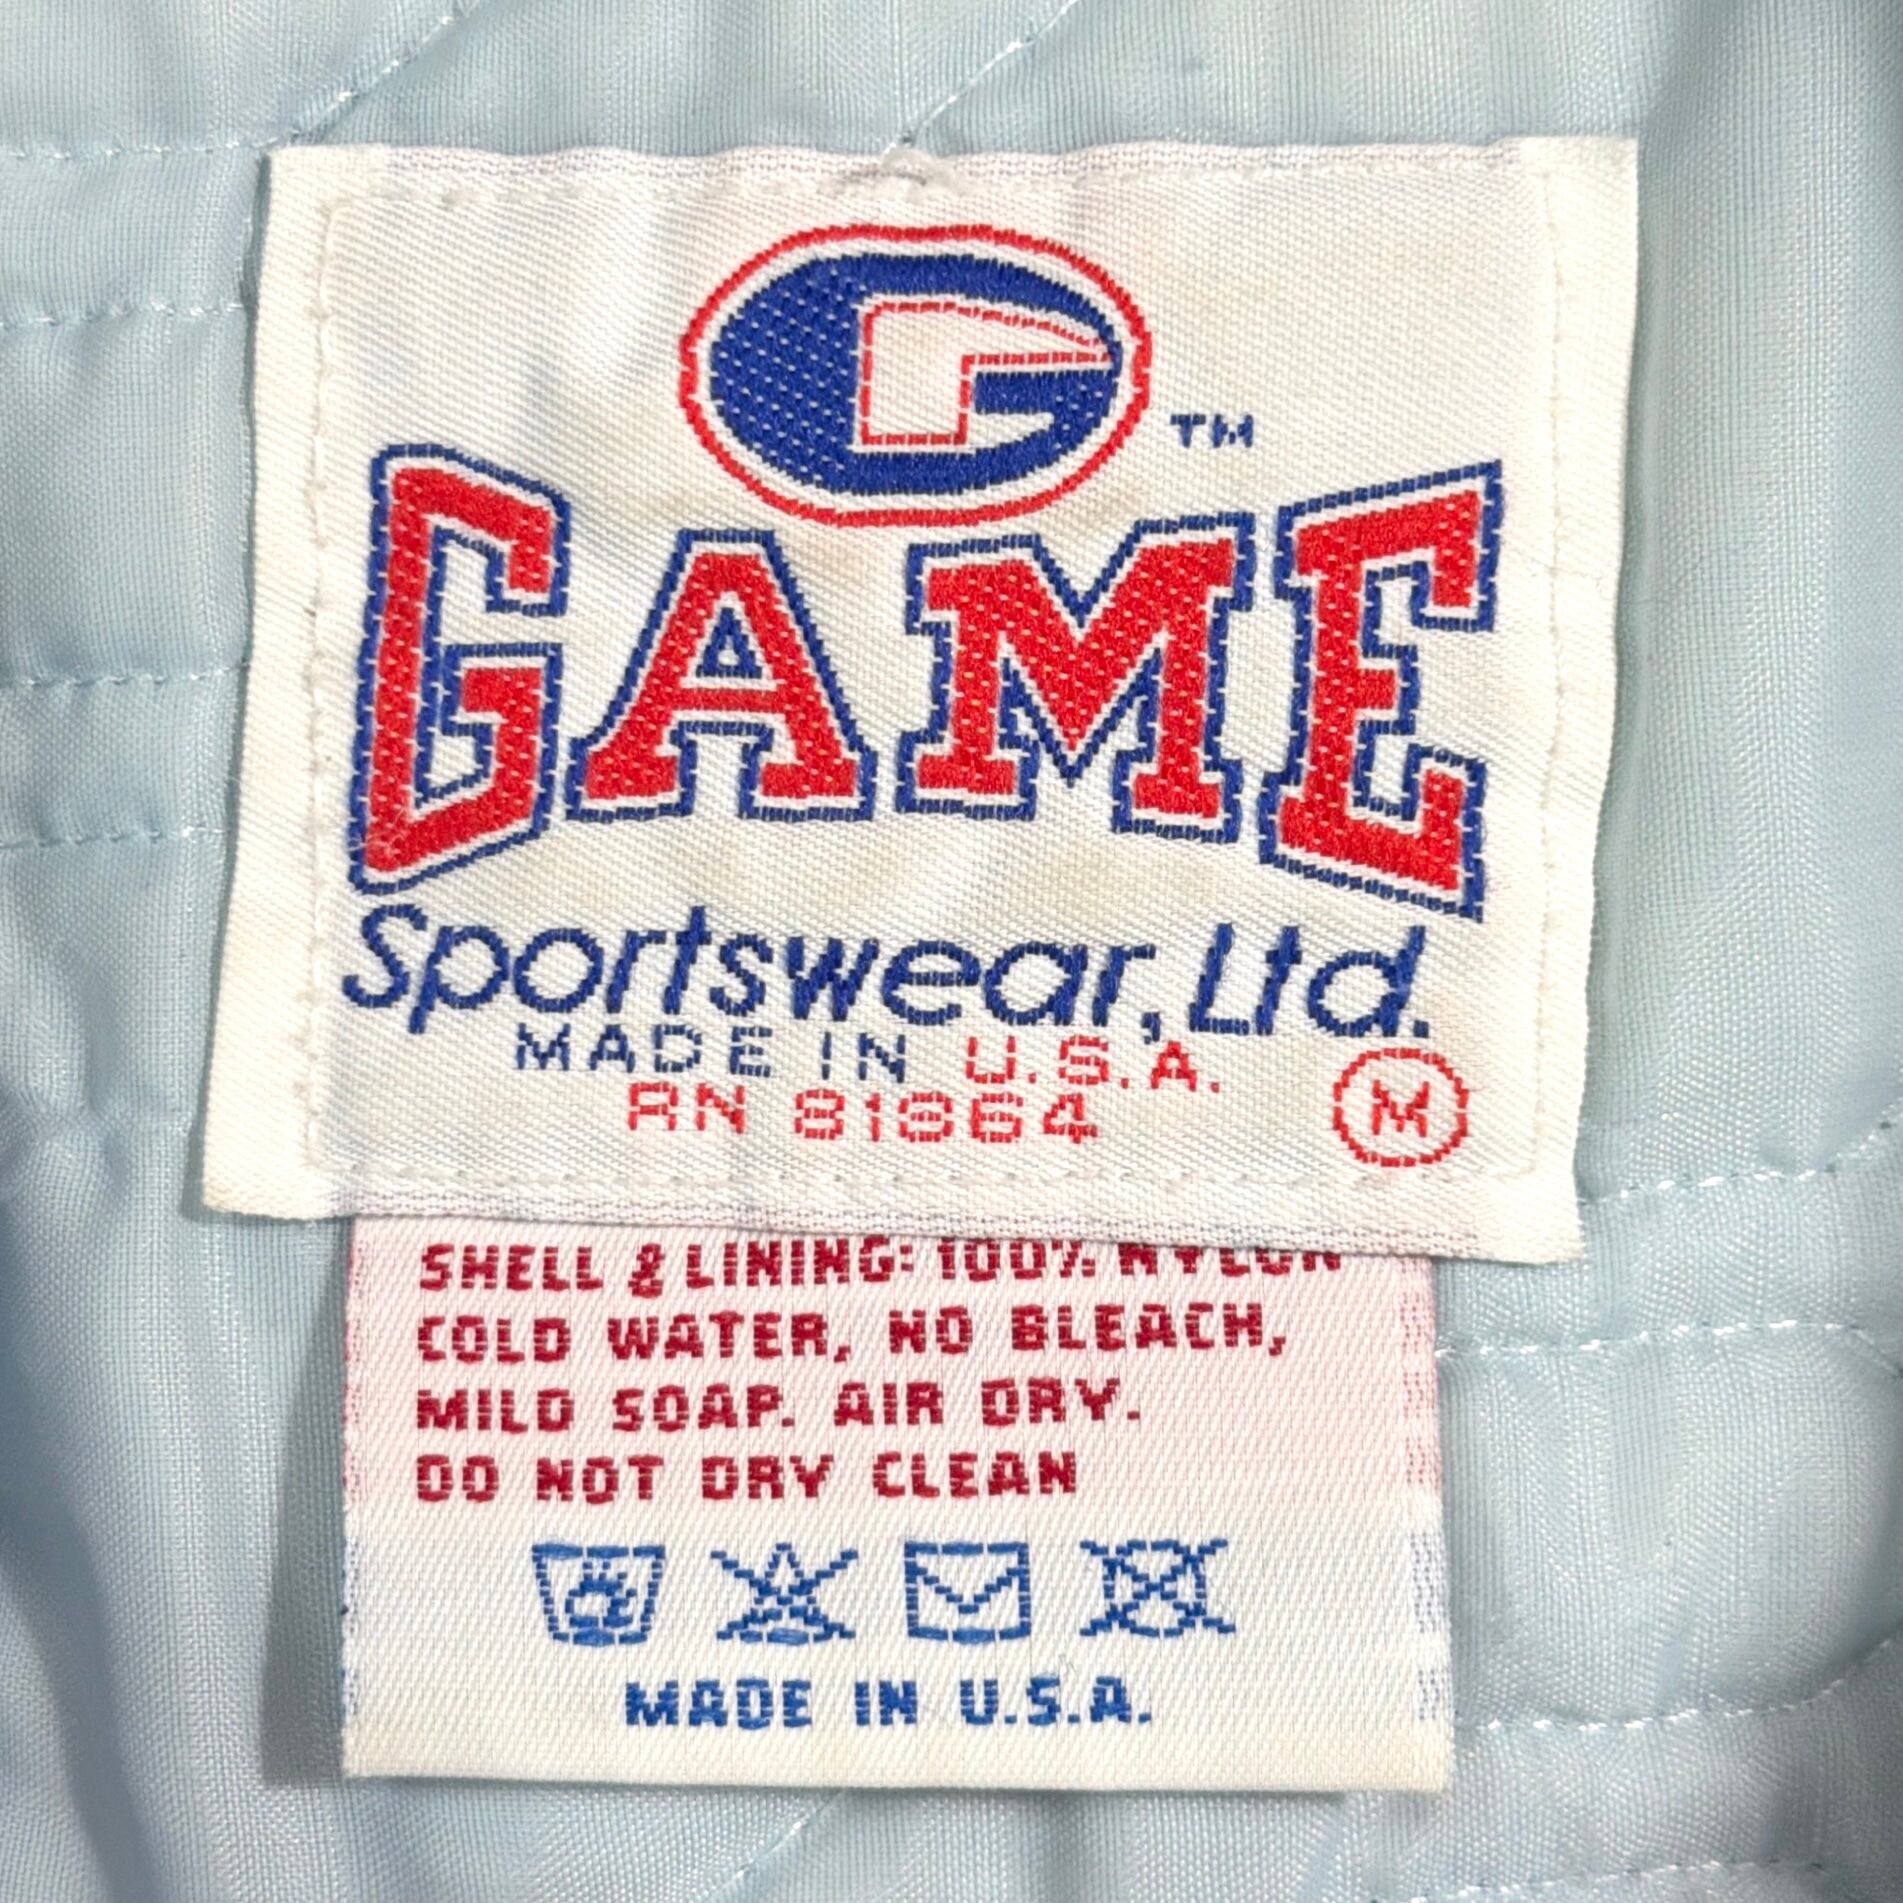 G
TM
GAME
Sportswear, Ltd.
MADE IN U.S.A.
RN 81364 M
SHELL & LINING: 100% NYLON
COLD WATER, NO BLEACH,
MILD SOAP. AIR DRY.
DO NOT DRY CLEAN
MADE IN U.S.A.